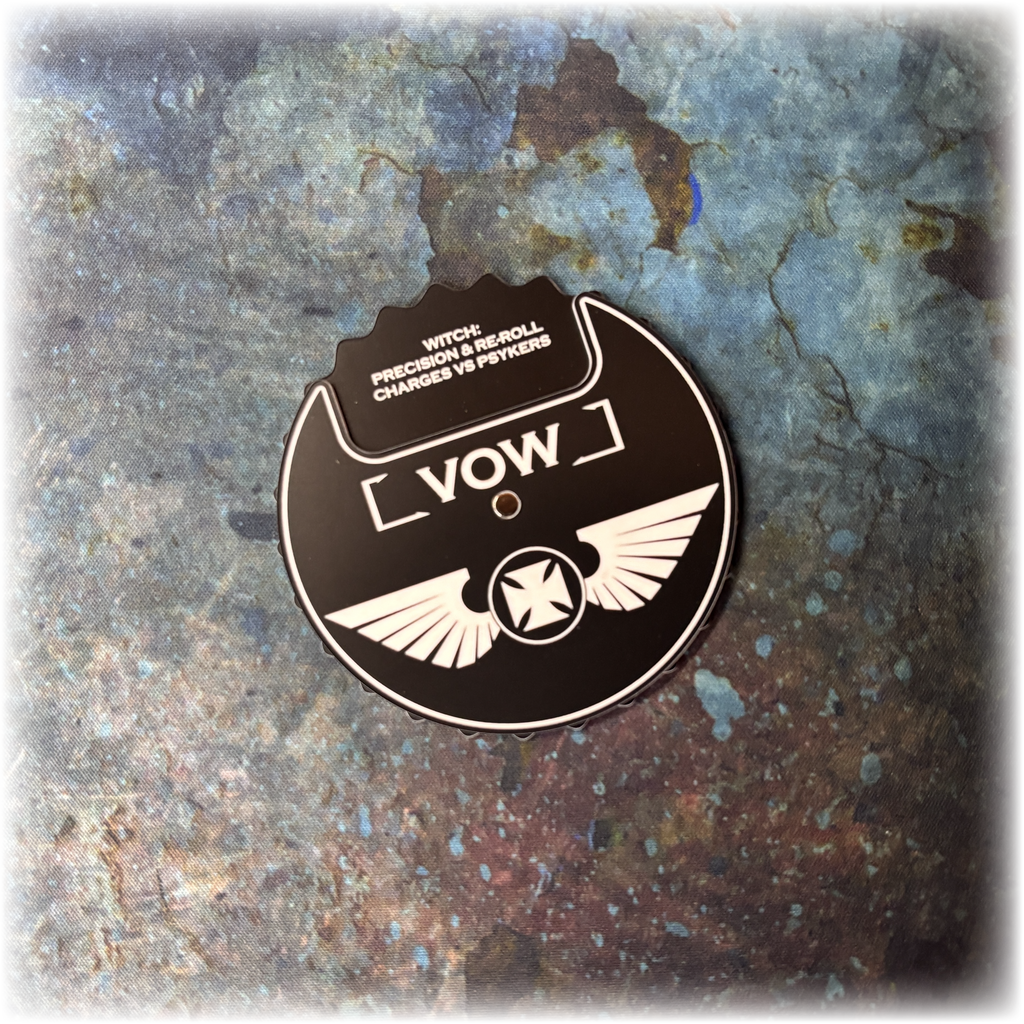 WITCH:
PRECISION & RE-ROLL
CHARGES VS PSYKERS
VOW